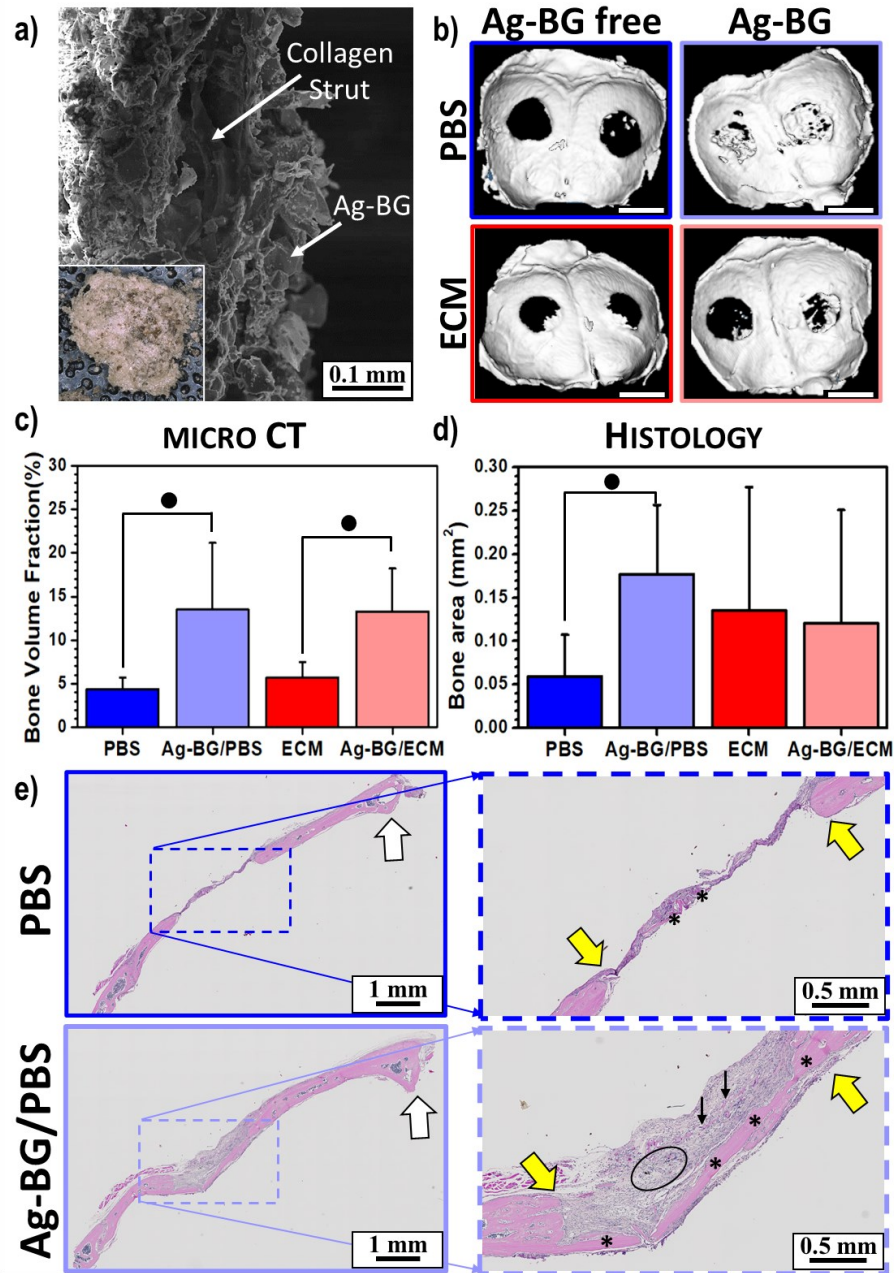 a)
Collagen
Strut
Ag-BG
0.1 mm
b)
Ag-BG free
Ag-BG
PBS
ECM
c)
MICRO CT
Bone Volume Fraction(%)
30
25
20
15
10
5
0
PBS
Ag-BG/PBS
ECM
Ag-BG/ECM
d)
HISTOLOGY
Bone area (mm²)
0.30
0.25
0.20
0.15
0.10
0.05
0.00
PBS
Ag-BG/PBS
ECM
Ag-BG/ECM
e)
PBS
1 mm
* *
0.5 mm
Ag-BG/PBS
1 mm
*
*
*
*
0.5 mm